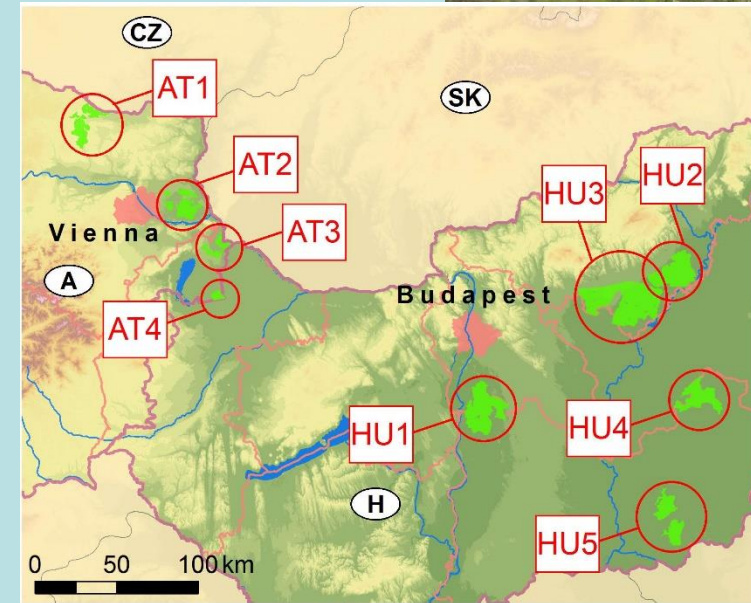 CZ
AT1
SK
AT2
HU2
HU3
Vienna
AT3
A
Budapest
AT4
HU1
HU4
H
HU5
0 50 100 km